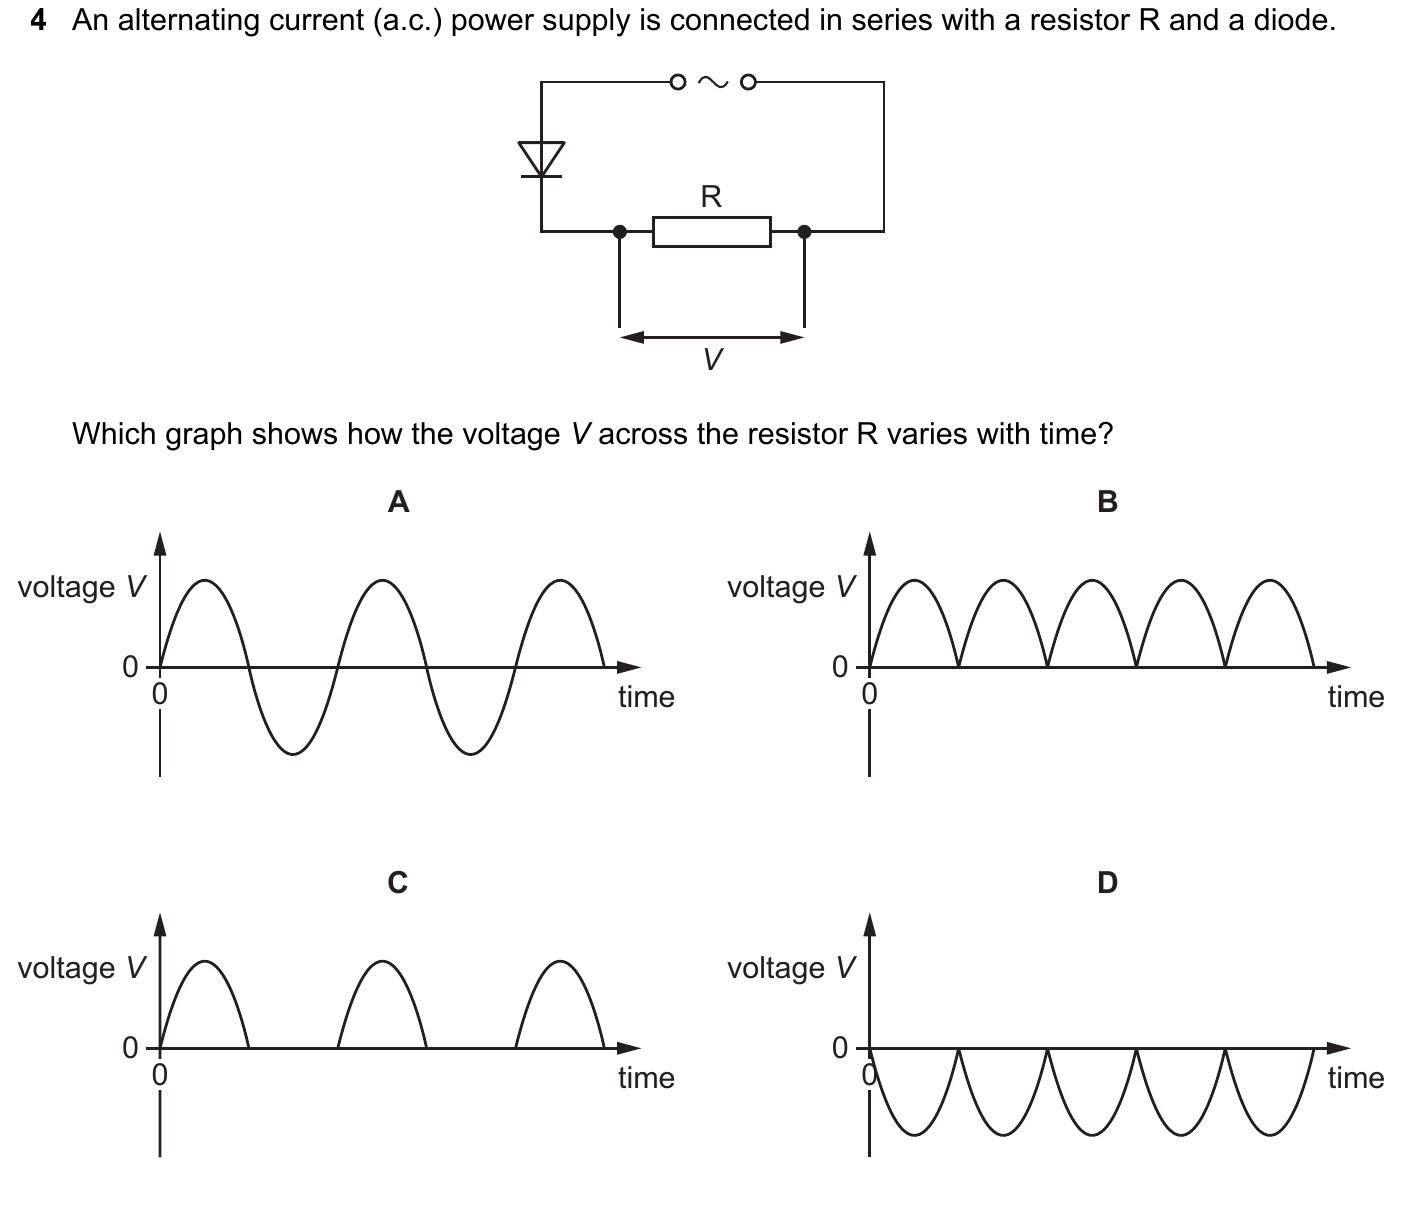 4 An alternating current (a.c.) power supply is connected in series with a resistor R and a diode.
~
R
V
Which graph shows how the voltage V across the resistor R varies with time?
A
voltage V
0
0
time
B
voltage V
0
0
time
C
voltage V
0
0
time
D
voltage V
0
0
time